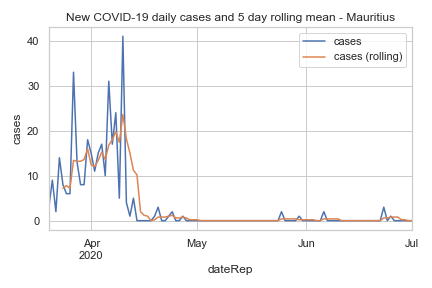 New COVID-19 daily cases and 5 day rolling mean - Mauritius
cases
cases (rolling)
cases
40
30
20
10
0
Apr
2020
May
Jun
Jul
dateRep